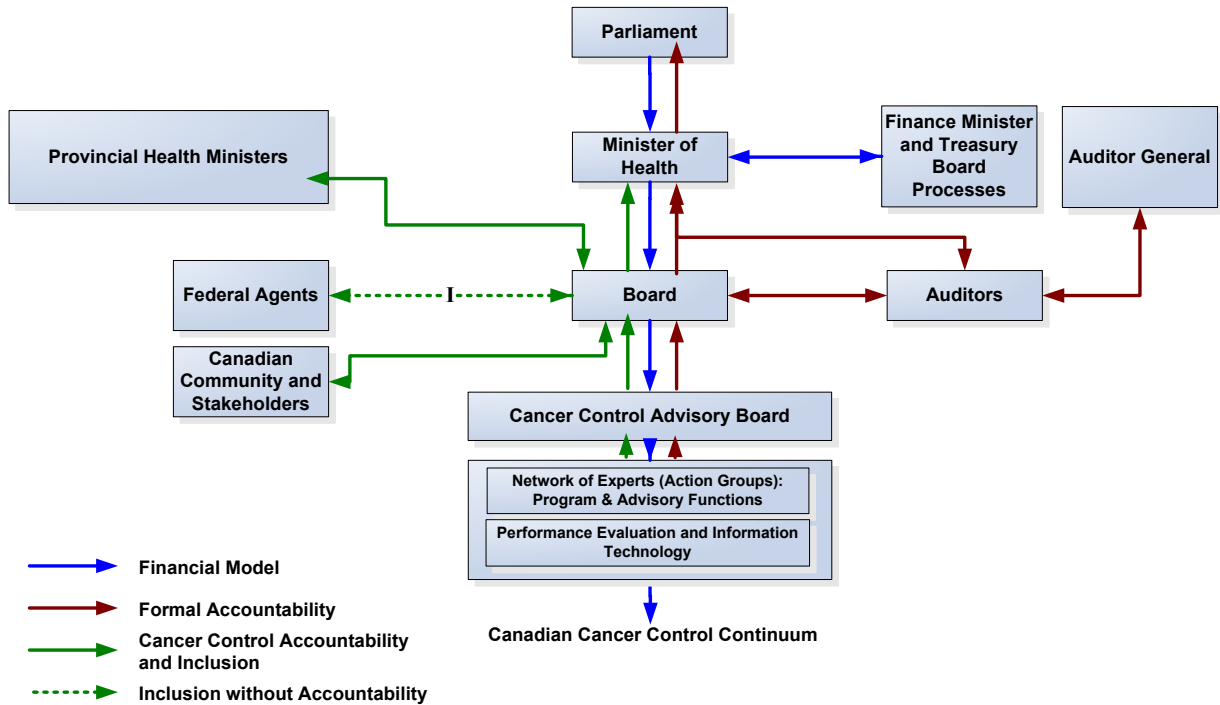 Parliament
Provincial Health Ministers
Minister of
Health
Finance Minister
and Treasury
Board
Processes
Auditor General
Federal Agents
I
Board
Auditors
Canadian
Community and
Stakeholders
Cancer Control Advisory Board
Network of Experts (Action Groups):
Program & Advisory Functions
Performance Evaluation and Information
Technology
Canadian Cancer Control Continuum
Financial Model
Formal Accountability
Cancer Control Accountability
and Inclusion
Inclusion without Accountability